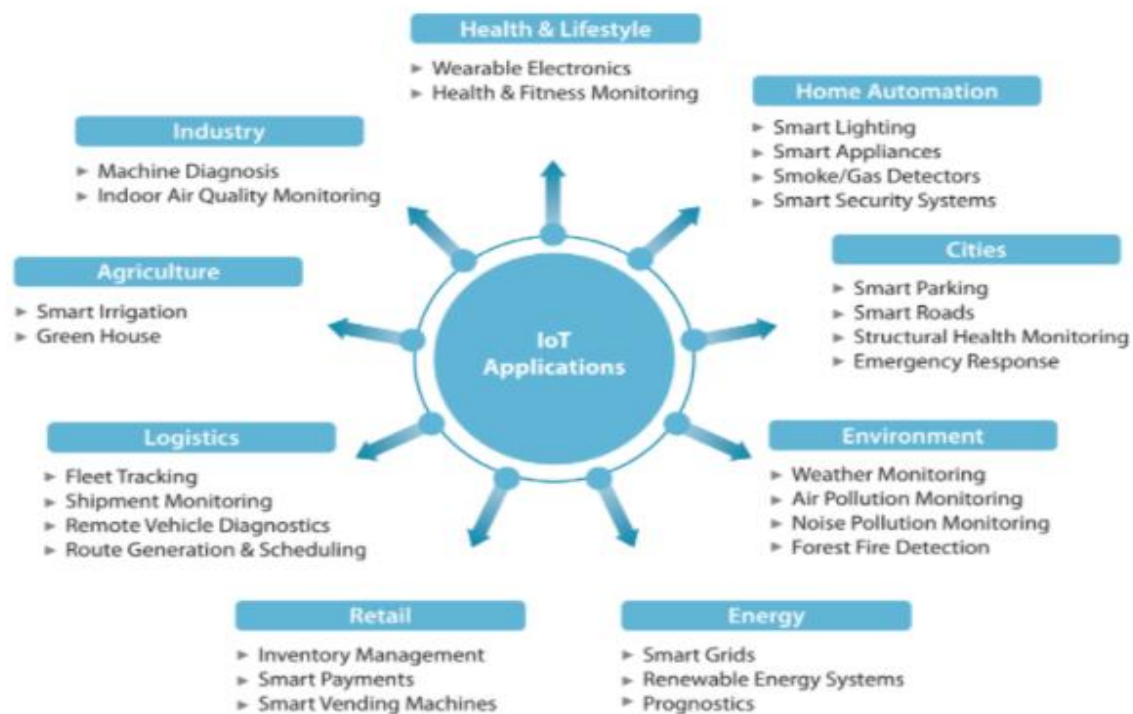 Health & Lifestyle
Wearable Electronics
Health & Fitness Monitoring
Home Automation
Smart Lighting
Smart Appliances
Smoke/Gas Detectors
Smart Security Systems
Industry
Machine Diagnosis
Indoor Air Quality Monitoring
Cities
Smart Parking
Smart Roads
Structural Health Monitoring
Emergency Response
Agriculture
Smart Irrigation
Green House
IoT
Applications
Logistics
Fleet Tracking
Shipment Monitoring
Remote Vehicle Diagnostics
Route Generation & Scheduling
Environment
Weather Monitoring
Air Pollution Monitoring
Noise Pollution Monitoring
Forest Fire Detection
Retail
Inventory Management
Smart Payments
Smart Vending Machines
Energy
Smart Grids
Renewable Energy Systems
Prognostics